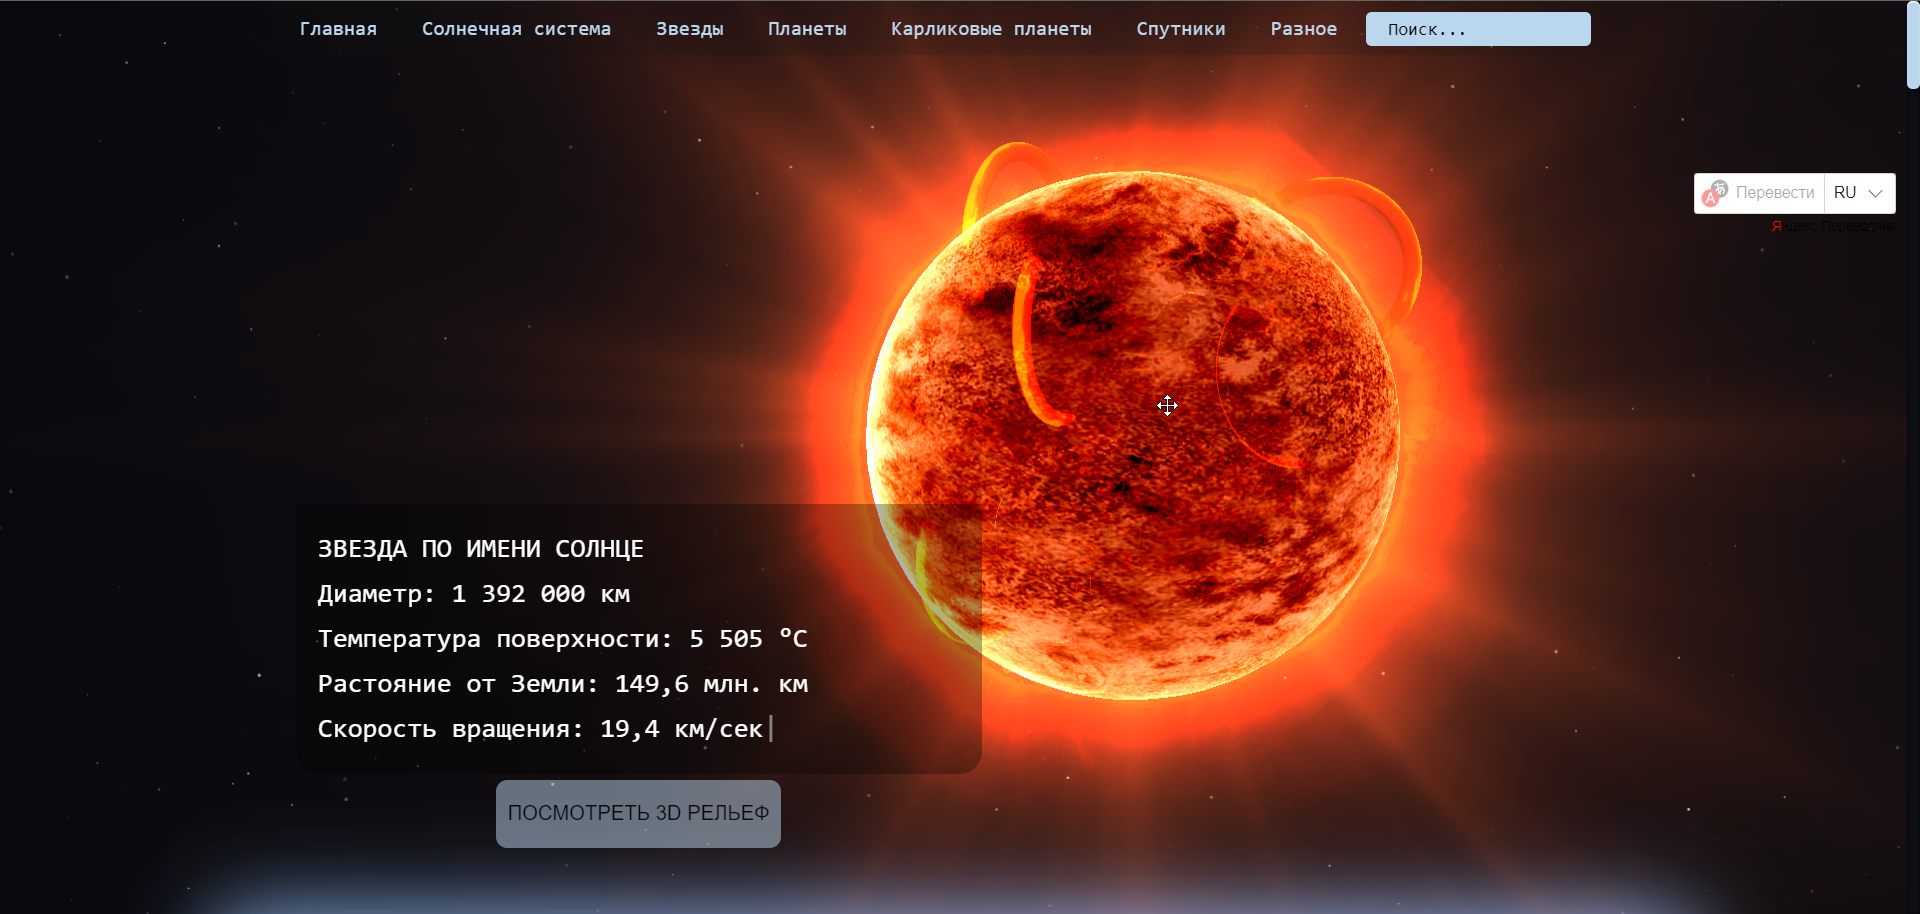 Главная Солнечная система Звезды Планеты Карликовые планеты Спутники Разное Поиск...
Перевести RU
Яндекс.Переводчик
ЗВЕЗДА ПО ИМЕНИ СОЛНЦЕ
Диаметр: 1 392 000 км
Температура поверхности: 5 505 °C
Растояние от Земли: 149,6 млн. км
Скорость вращения: 19,4 км/сек
ПОСМОТРЕТЬ 3D РЕЛЬЕФ